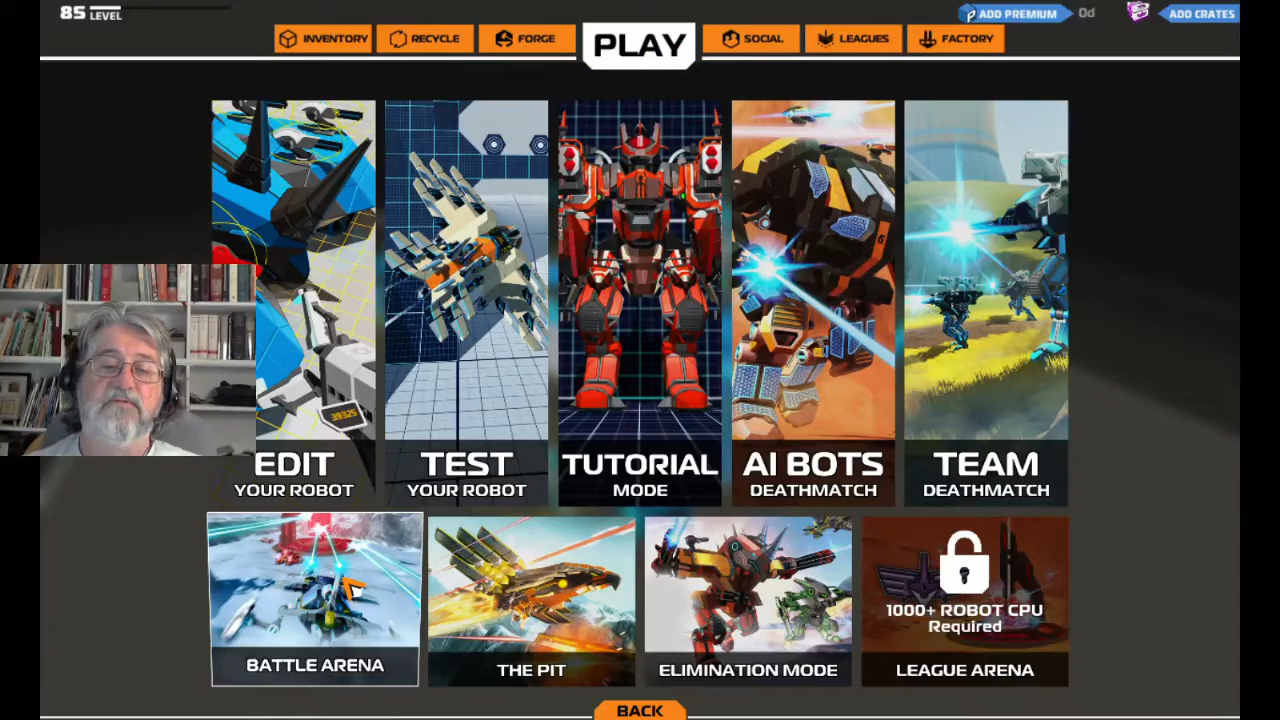 85 LEVEL
ADD PREMIUM
0d
ADD CRATES
INVENTORY
RECYCLE
FORGE
PLAY
SOCIAL
LEAGUES
FACTORY
39325
EDIT
YOUR ROBOT
TEST
YOUR ROBOT
TUTORIAL
MODE
AI BOTS
DEATHMATCH
TEAM
DEATHMATCH
BATTLE ARENA
THE PIT
ELIMINATION MODE
1000+ ROBOT CPU
Required
LEAGUE ARENA
BACK